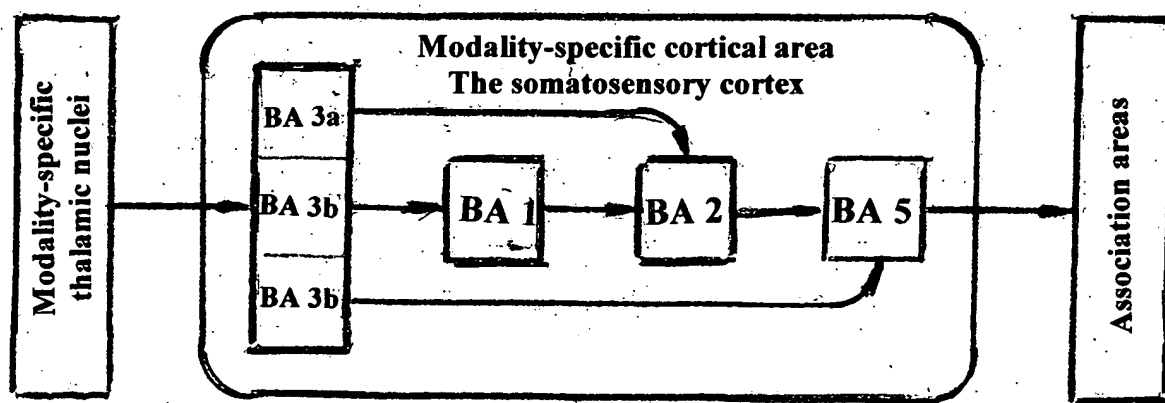 Modality-specific
thalamic nuclei
Modality-specific cortical area
The somatosensory cortex
BA 3a
BA 3b
BA 3b
BA 1
BA 2
BA 5
Association areas